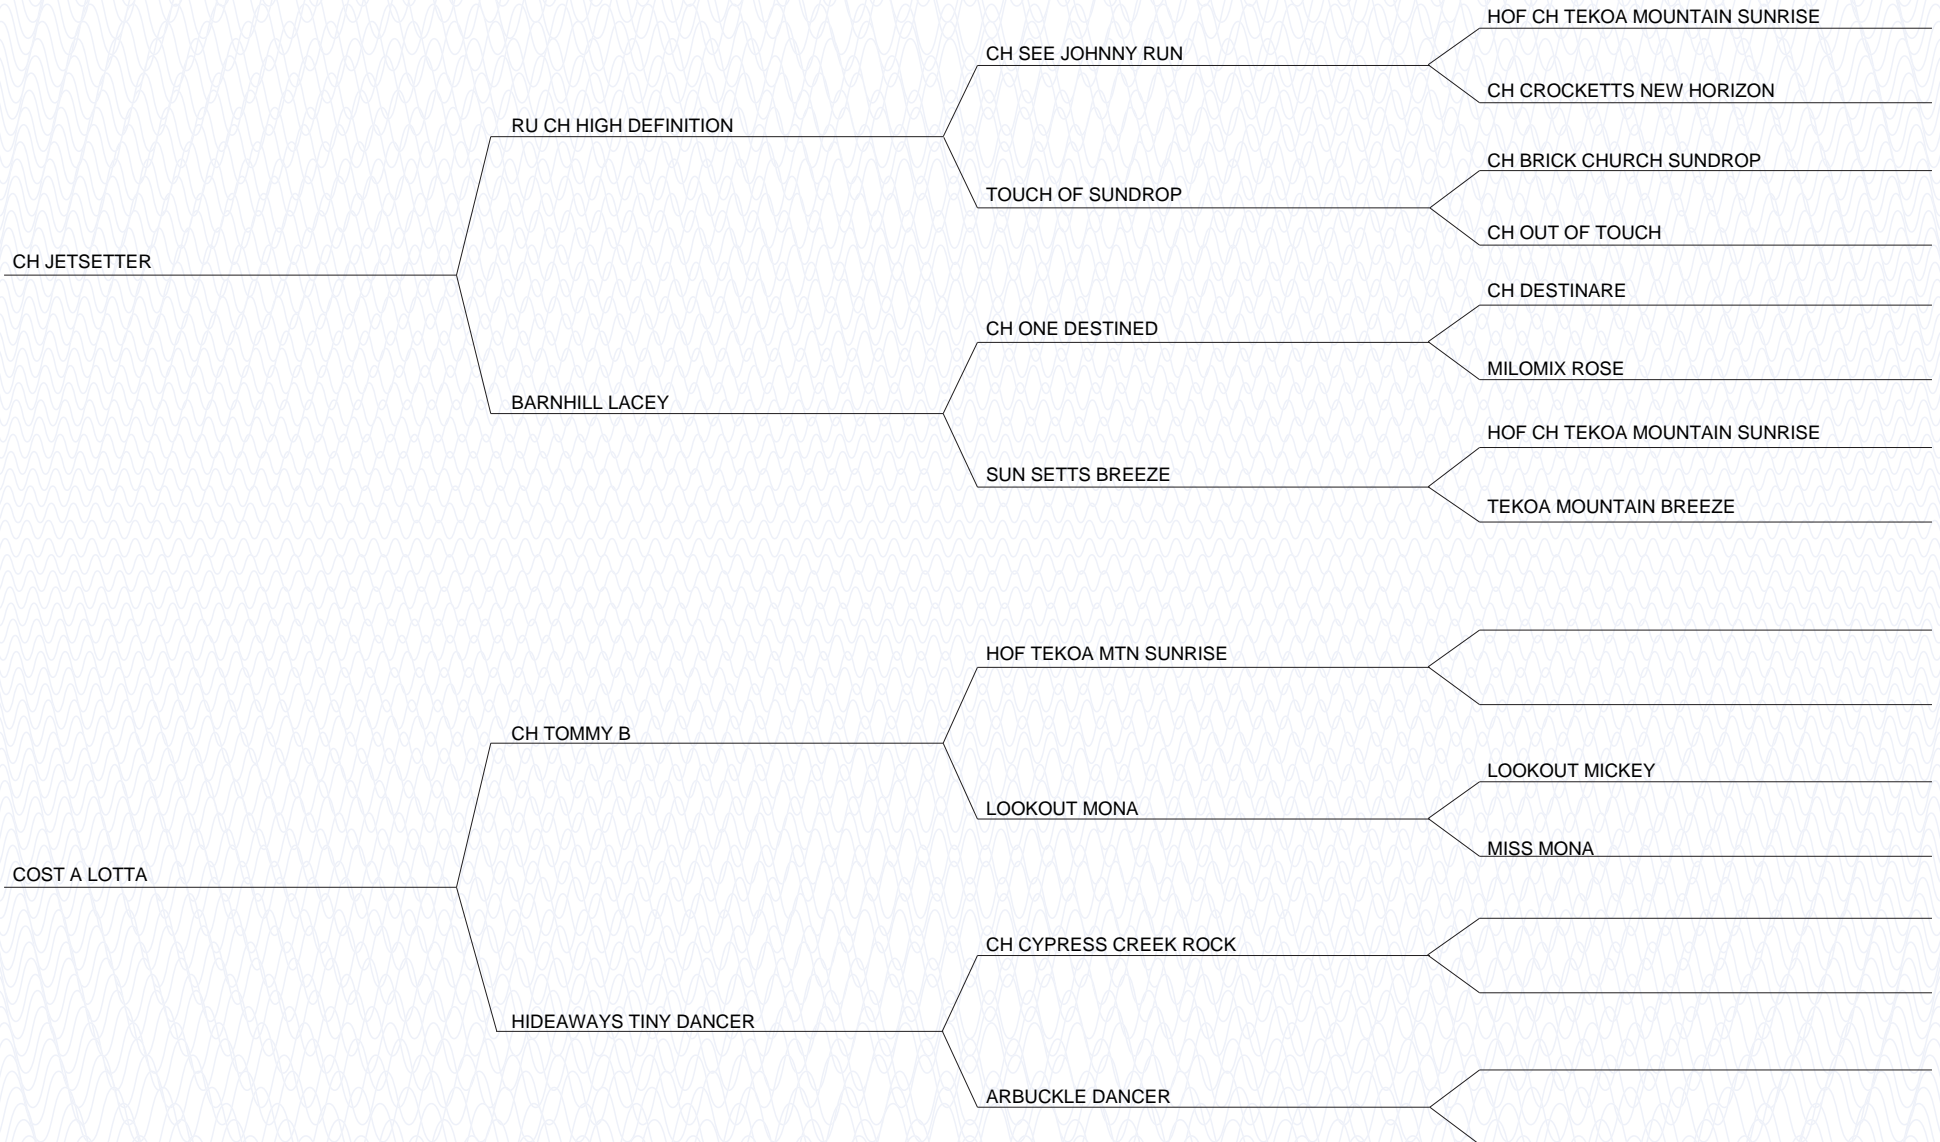 HOF CH TEKOA MOUNTAIN SUNRISE
CH SEE JOHNNY RUN
CH CROCKETTS NEW HORIZON
RU CH HIGH DEFINITION
CH BRICK CHURCH SUNDROP
TOUCH OF SUNDROP
CH OUT OF TOUCH
CH JETSETTER
CH DESTINARE
CH ONE DESTINED
MILOMIX ROSE
BARNHILL LACEY
HOF CH TEKOA MOUNTAIN SUNRISE
SUN SETTS BREEZE
TEKOA MOUNTAIN BREEZE
HOF TEKOA MTN SUNRISE
CH TOMMY B
LOOKOUT MICKEY
LOOKOUT MONA
MISS MONA
COST A LOTTA
CH CYPRESS CREEK ROCK
HIDEAWAYS TINY DANCER
ARBUCKLE DANCER